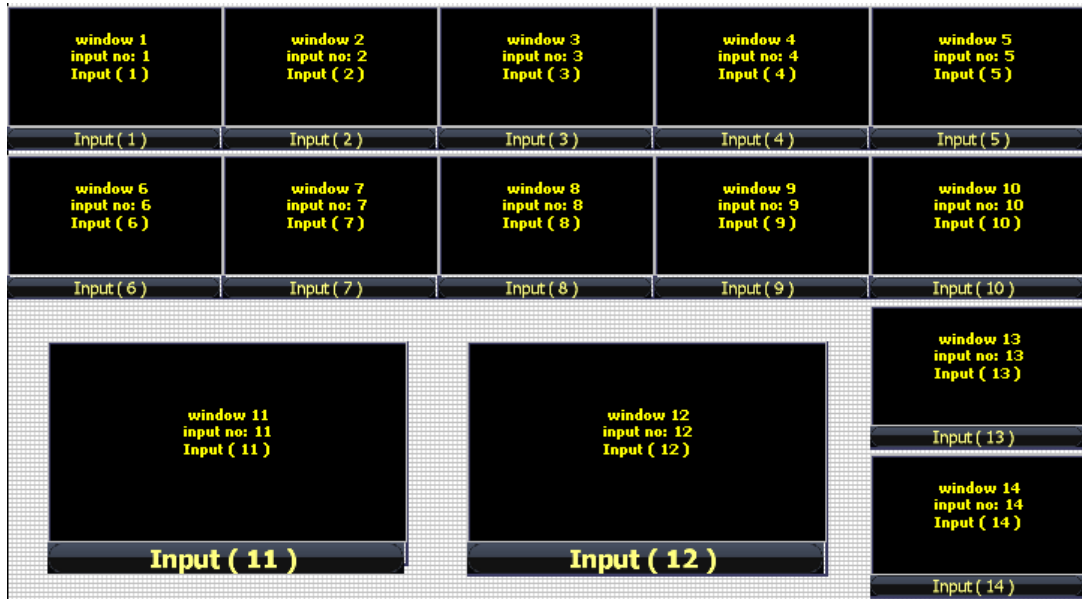 window 1
input no: 1
Input ( 1 )
Input ( 1 )
window 2
input no: 2
Input ( 2 )
Input ( 2 )
window 3
input no: 3
Input ( 3 )
Input ( 3 )
window 4
input no: 4
Input ( 4 )
Input ( 4 )
window 5
input no: 5
Input ( 5 )
Input ( 5 )
window 6
input no: 6
Input ( 6 )
Input ( 6 )
window 7
input no: 7
Input ( 7 )
Input ( 7 )
window 8
input no: 8
Input ( 8 )
Input ( 8 )
window 9
input no: 9
Input ( 9 )
Input ( 9 )
window 10
input no: 10
Input ( 10 )
Input ( 10 )
window 11
input no: 11
Input ( 11 )
Input ( 11 )
window 12
input no: 12
Input ( 12 )
Input ( 12 )
window 13
input no: 13
Input ( 13 )
Input ( 13 )
window 14
input no: 14
Input ( 14 )
Input ( 14 )